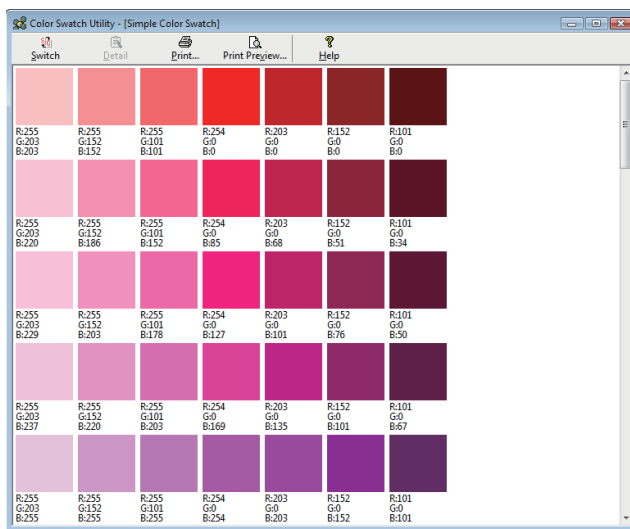 Color Swatch Utility - [Simple Color Swatch]
Switch Detail Print... Print Preview... Help
R:255 R:255 R:255 R:254 R:203 R:152 R:101
G:203 G:152 G:101 G:0 G:0 G:0 G:0
B:203 B:152 B:101 B:0 B:0 B:0 B:0
R:255 R:255 R:255 R:254 R:203 R:152 R:101
G:203 G:152 G:101 G:0 G:0 G:0 G:0
B:220 B:186 B:152 B:85 B:68 B:51 B:34
R:255 R:255 R:255 R:254 R:203 R:152 R:101
G:203 G:152 G:101 G:0 G:0 G:0 G:0
B:229 B:203 B:178 B:127 B:101 B:76 B:50
R:255 R:255 R:255 R:254 R:203 R:152 R:101
G:203 G:152 G:101 G:0 G:0 G:0 G:0
B:237 B:220 B:203 B:169 B:135 B:101 B:67
R:255 R:255 R:255 R:254 R:203 R:152 R:101
G:203 G:152 G:101 G:0 G:0 G:0 G:0
B:255 B:255 B:255 B:254 B:203 B:152 B:101